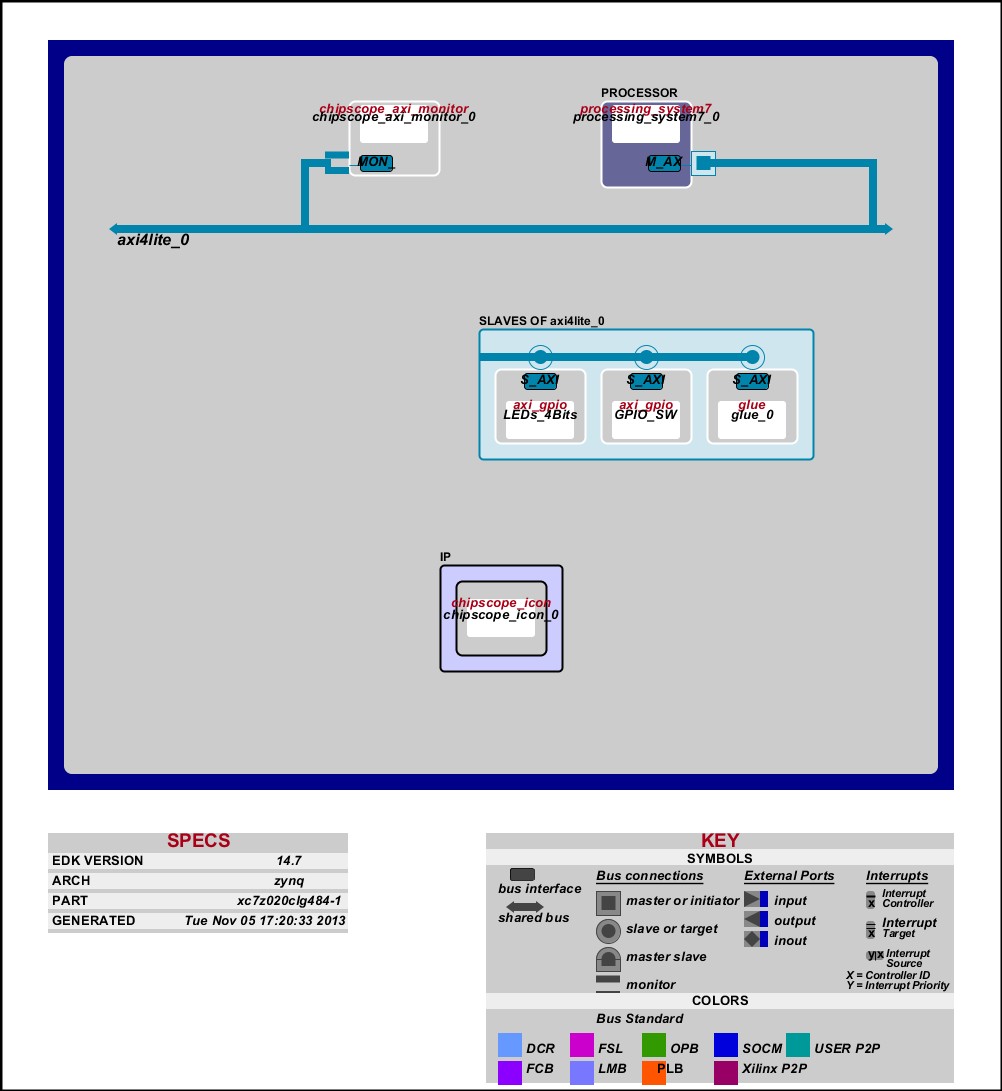 PROCESSOR
chipscope_axi_monitor
chipscope_axi_monitor_0
processing_system7
processing_system7_0
MON_
M_AX
axi4lite_0
SLAVES OF axi4lite_0
S_AXI S_AXI S_AXI
axi_gpio axi_gpio glue
LEDs_4Bits GPIO_SW glue_0
IP
chipscope_icon
chipscope_icon_0
SPECS
EDK VERSION 14.7
ARCH zynq
PART xc7z020clg484-1
GENERATED Tue Nov 05 17:20:33 2013
KEY
SYMBOLS
bus interface
shared bus
Bus connections
master or initiator
slave or target
master slave
monitor
External Ports
input
output
inout
Interrupts
x
Interrupt
Controller
x
Interrupt
Target
y x
Interrupt
Source
X = Controller ID
Y = Interrupt Priority
COLORS
Bus Standard
DCR FSL OPB SOCM USER P2P
FCB LMB PLB Xilinx P2P